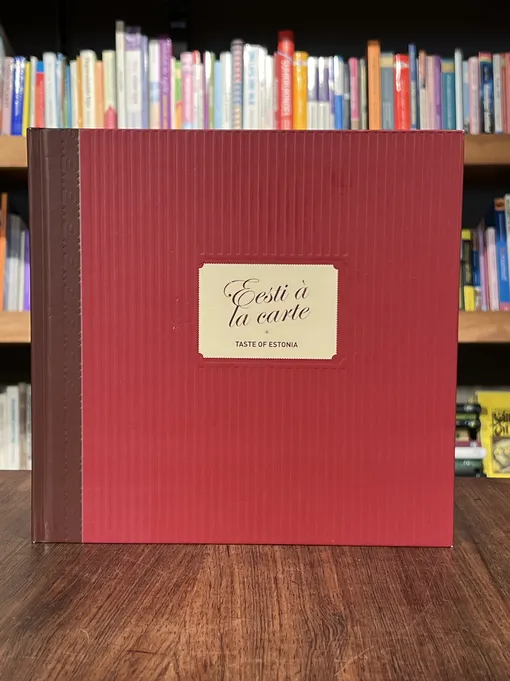 Eesti à
la carte
*
TASTE OF ESTONIA